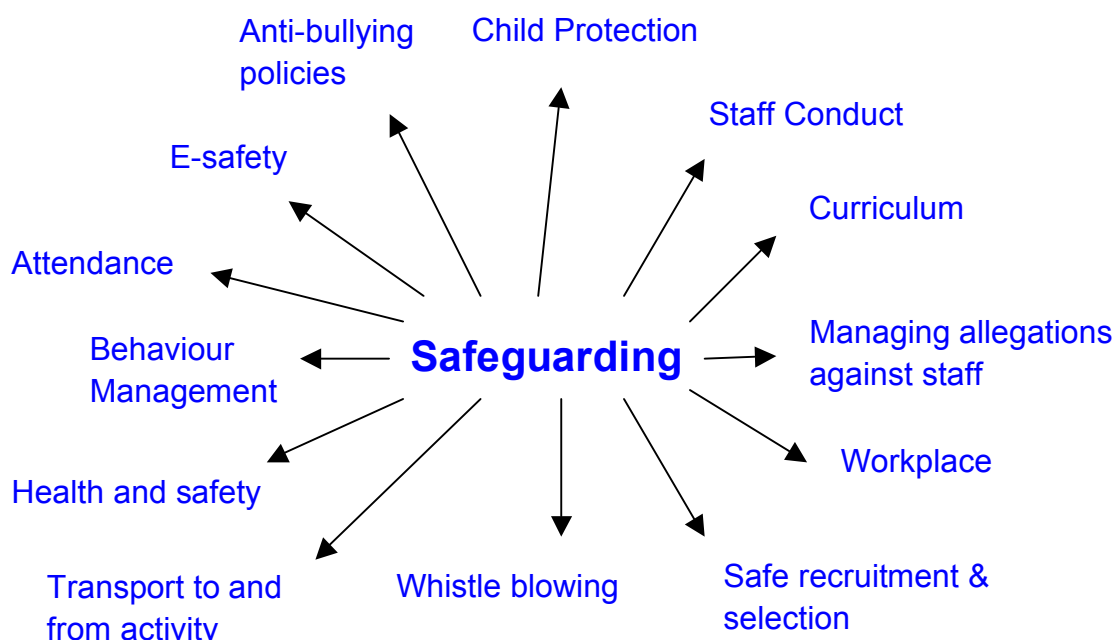 Anti-bullying
policies
Child Protection
Staff Conduct
E-safety
Curriculum
Attendance
Behaviour
Management
Safeguarding
Managing allegations
against staff
Workplace
Health and safety
Transport to and
from activity
Whistle blowing
Safe recruitment &
selection